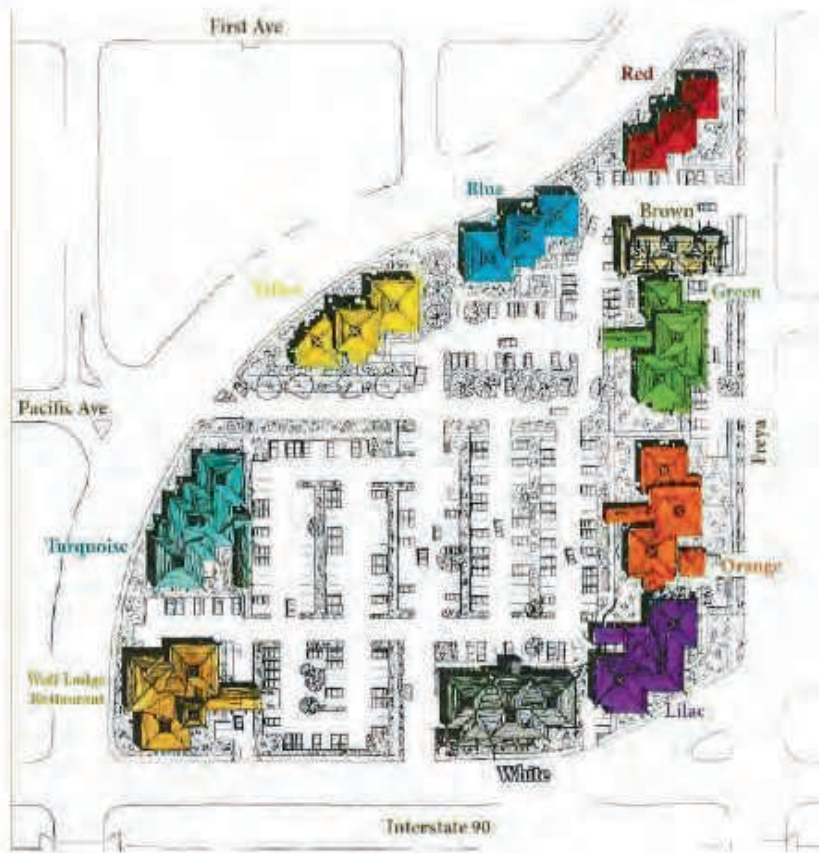 First Ave
Red
Blue
Brown
Yellow
Green
Pacific Ave
Freya
Turquoise
Orange
Wolf Lodge
Restaurant
Lilac
White
Interstate 90